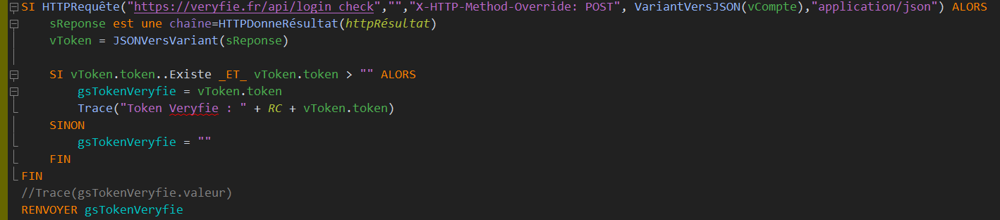 SI HTTPRequête("https://veryfie.fr/api/login_check","","X-HTTP-Method-Override: POST", VariantVersJSON(vCompte),"application/json") ALORS
sReponse est une chaîne=HTTPDonneRésultat(httpRésultat)
vToken = JSONVersVariant(sReponse)
SI vToken.token..Existe _ET_ vToken.token > "" ALORS
gsTokenVeryfie = vToken.token
Trace("Token Veryfie : " + RC + vToken.token)
SINON
gsTokenVeryfie = ""
FIN
FIN
//Trace(gsTokenVeryfie.valeur)
RENVOYER gsTokenVeryfie